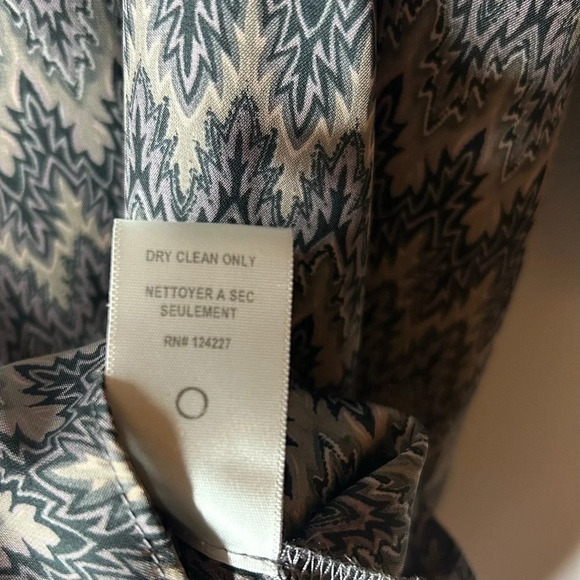 DRY CLEAN ONLY
NETTOYER A SEC
SEULEMENT
RN# 124227